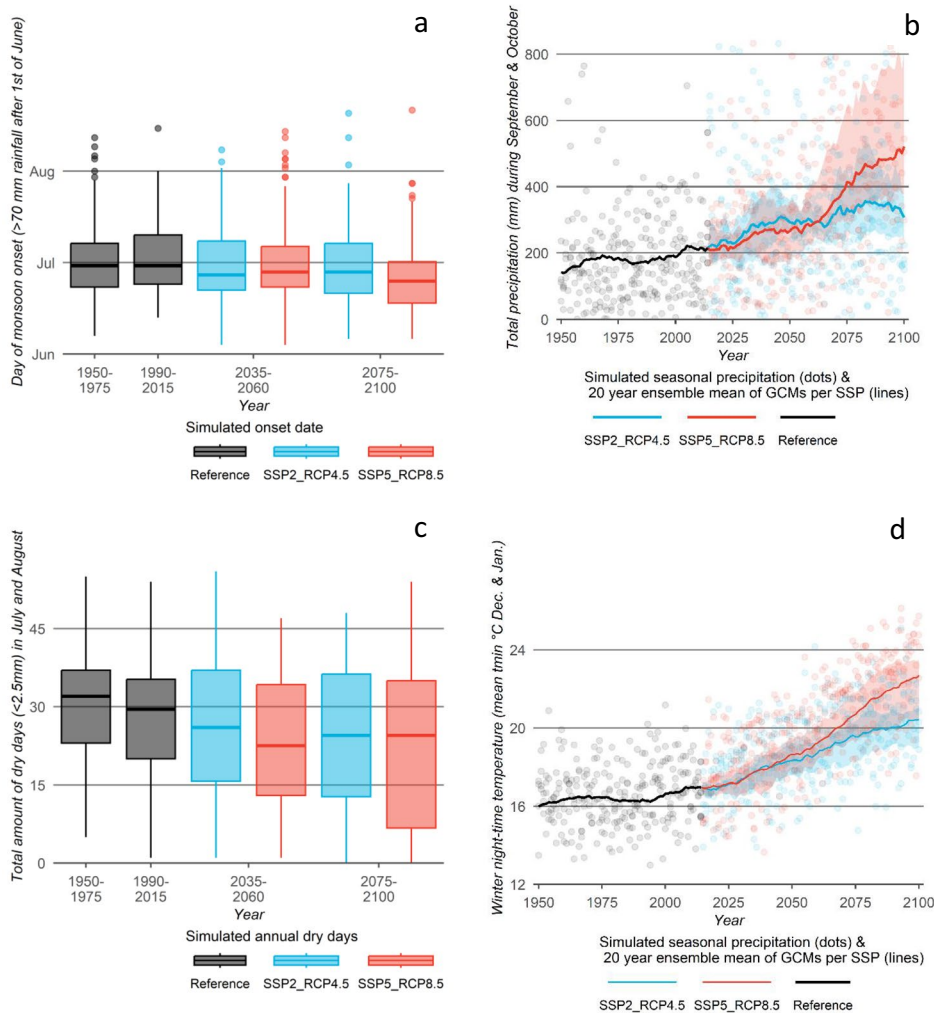 a
Day of monsoon onset (>70 mm rainfall after 1st of June)
Aug
Jul
Jun
1950-
1975
1990-
2015
2035-
2060
2075-
2100
Year
Simulated onset date
Reference SSP2_RCP4.5 SSP5_RCP8.5
b
Total precipitation (mm) during September & October
800
600
400
200
0
1950 1975 2000 2025 2050 2075 2100
Year
Simulated seasonal precipitation (dots) &
20 year ensemble mean of GCMs per SSP (lines)
SSP2_RCP4.5 SSP5_RCP8.5 Reference
c
Total amount of dry days (<2.5mm) in July and August
45
30
15
0
1950-
1975
1990-
2015
2035-
2060
2075-
2100
Year
Simulated annual dry days
Reference SSP2_RCP4.5 SSP5_RCP8.5
d
Winter night-time temperature (mean tmin °C Dec. & Jan.)
24
20
16
12
1950 1975 2000 2025 2050 2075 2100
Year
Simulated seasonal precipitation (dots) &
20 year ensemble mean of GCMs per SSP (lines)
SSP2_RCP4.5 SSP5_RCP8.5 Reference